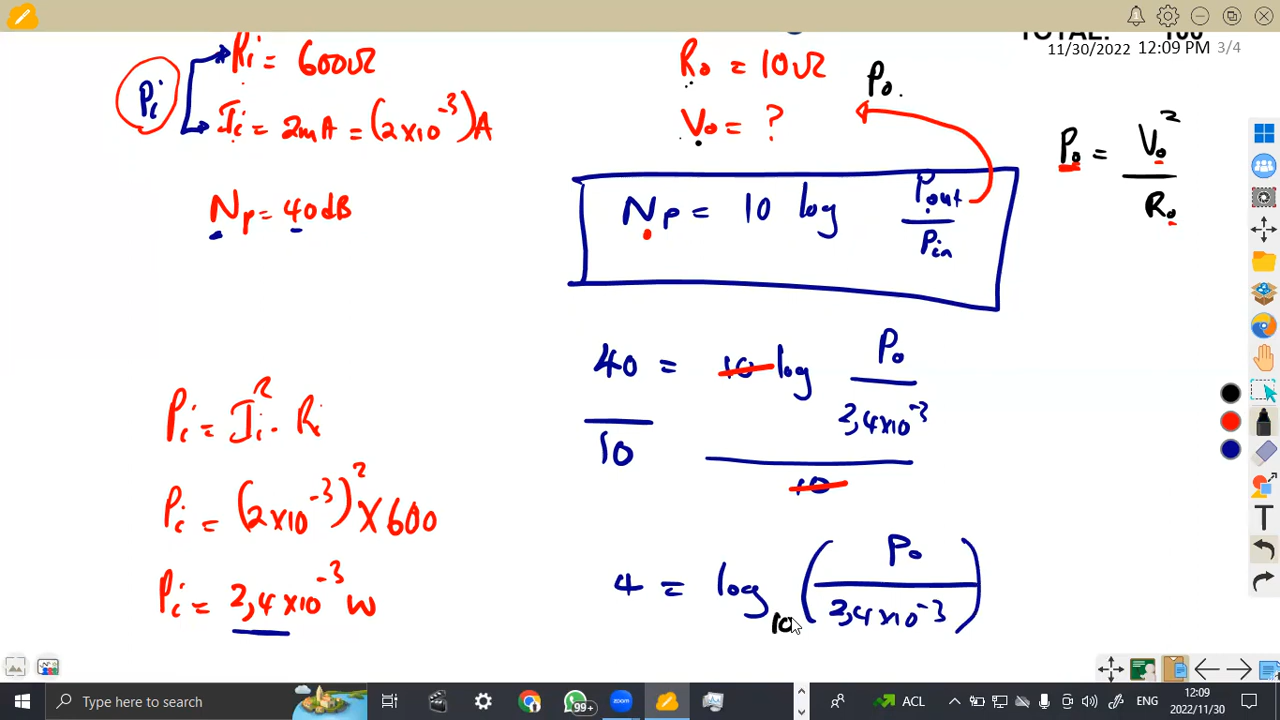 TOTAL: 100
11/30/2022 12:09 PM 3/4
Ri = 600Ω
Pi
Ii = 2mA = (2x10⁻³)A
Np = 40dB
Ro = 10Ω
Po.
Vo = ?
Np = 10 log Pout/Pin
Po = Vo²/Ro
40/10 = 10 log Po/2,4x10⁻³ /10
Pi = Ii². Ri
Pi = (2x10⁻³)² x 600
Pi = 2,4x10⁻³ w
4 = log₁₀ (Po/2,4x10⁻³)
Type here to search
99+
ACL
ENG
12:09
2022/11/30